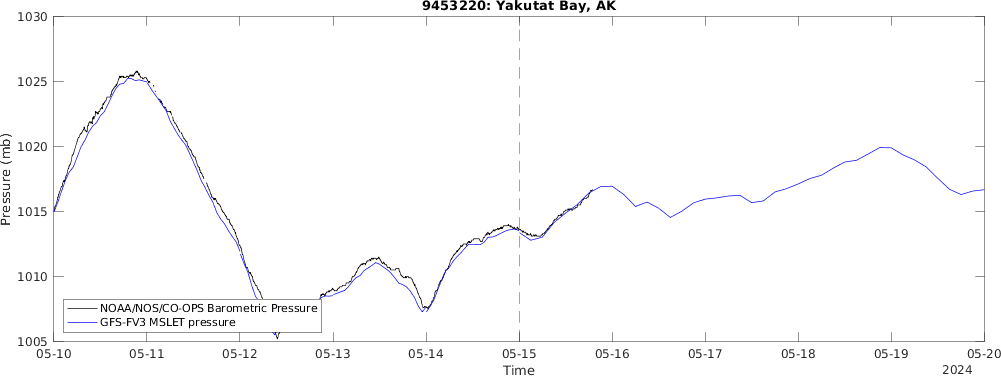 9453220: Yakutat Bay, AK
1030
1025
1020
1015
1010
1005
Pressure (mb)
NOAA/NOS/CO-OPS Barometric Pressure
GFS-FV3 MSLET pressure
05-10 05-11 05-12 05-13 05-14 05-15 05-16 05-17 05-18 05-19 05-20
Time
2024